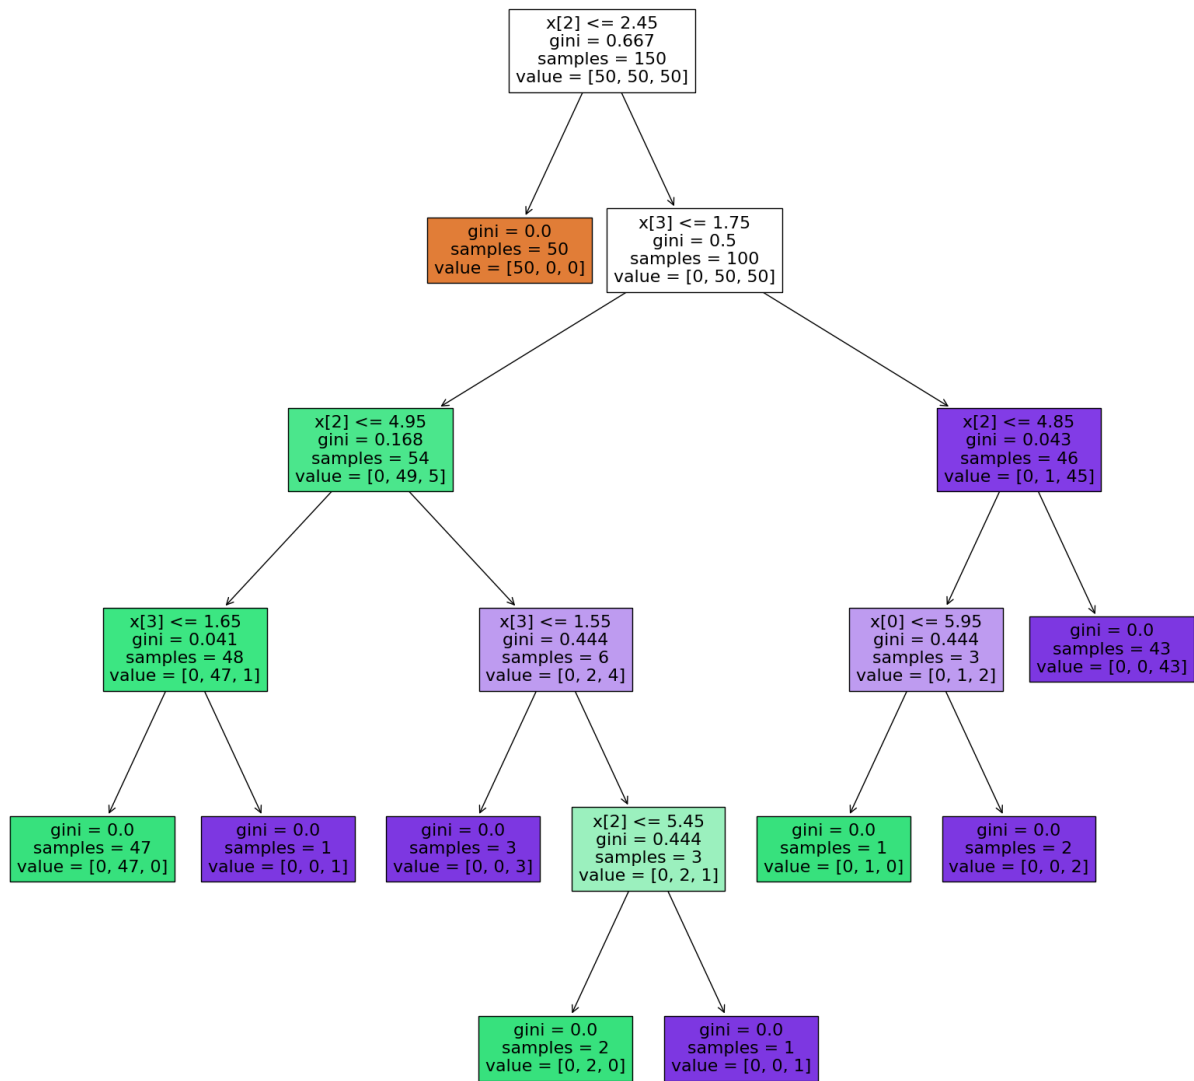 x[2] <= 2.45
gini = 0.667
samples = 150
value = [50, 50, 50]
gini = 0.0
samples = 50
value = [50, 0, 0]
x[3] <= 1.75
gini = 0.5
samples = 100
value = [0, 50, 50]
x[2] <= 4.95
gini = 0.168
samples = 54
value = [0, 49, 5]
x[2] <= 4.85
gini = 0.043
samples = 46
value = [0, 1, 45]
x[3] <= 1.65
gini = 0.041
samples = 48
value = [0, 47, 1]
x[3] <= 1.55
gini = 0.444
samples = 6
value = [0, 2, 4]
x[0] <= 5.95
gini = 0.444
samples = 3
value = [0, 1, 2]
gini = 0.0
samples = 43
value = [0, 0, 43]
gini = 0.0
samples = 47
value = [0, 47, 0]
gini = 0.0
samples = 1
value = [0, 0, 1]
gini = 0.0
samples = 3
value = [0, 0, 3]
x[2] <= 5.45
gini = 0.444
samples = 3
value = [0, 2, 1]
gini = 0.0
samples = 1
value = [0, 1, 0]
gini = 0.0
samples = 2
value = [0, 0, 2]
gini = 0.0
samples = 2
value = [0, 2, 0]
gini = 0.0
samples = 1
value = [0, 0, 1]